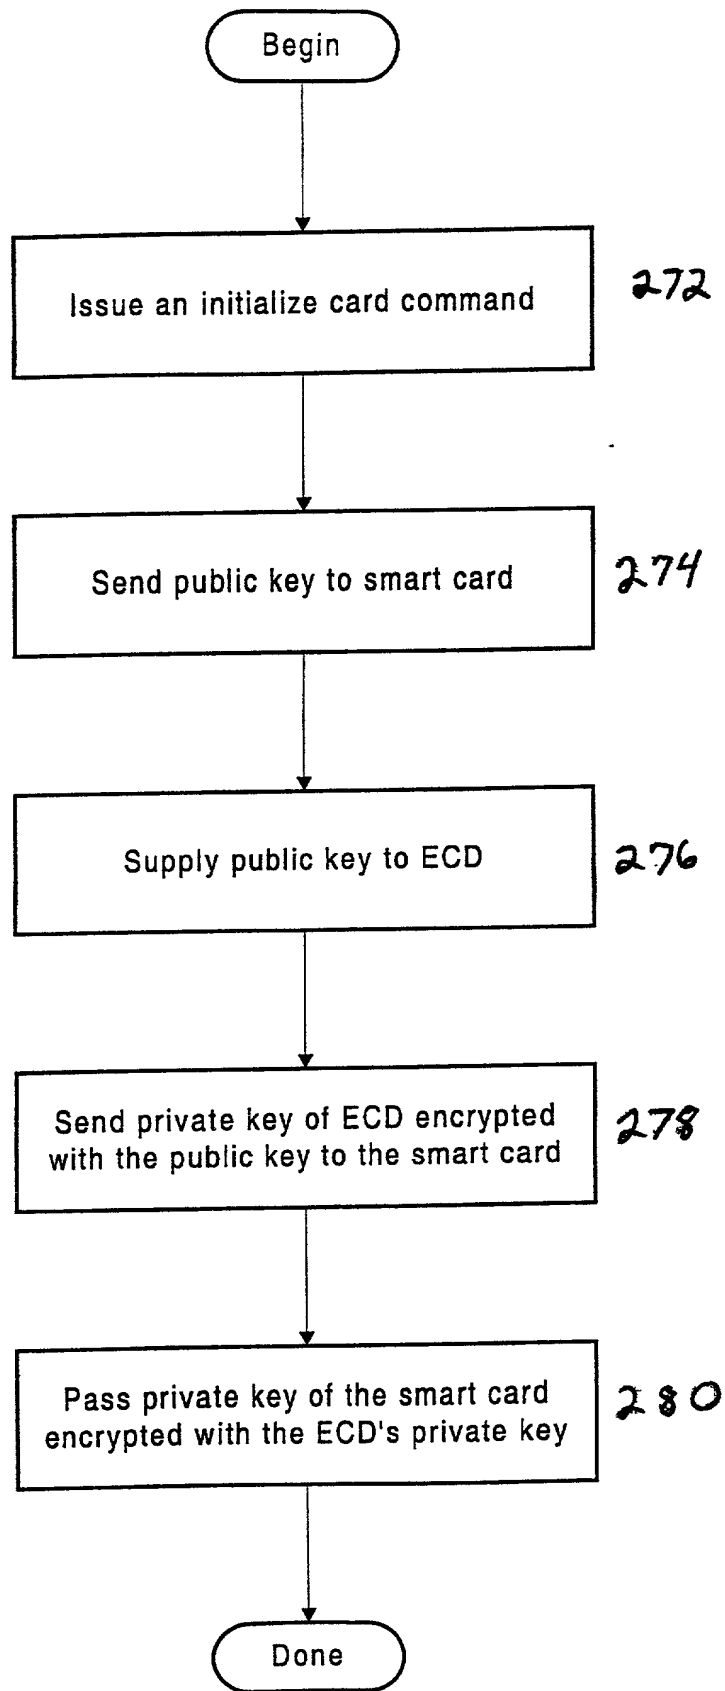 Begin
Issue an initialize card command
272
Send public key to smart card
274
Supply public key to ECD
276
Send private key of ECD encrypted
with the public key to the smart card
278
Pass private key of the smart card
encrypted with the ECD's private key
280
Done